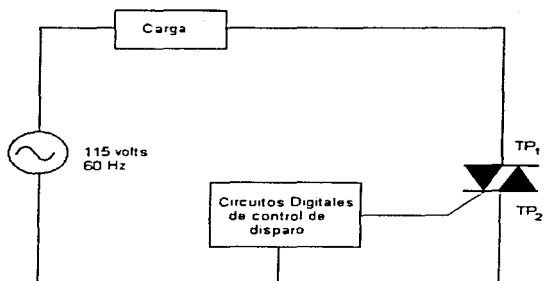 Carga
115 volts
60 Hz
TP1
TP2
Circuitos Digitales
de control de
disparo